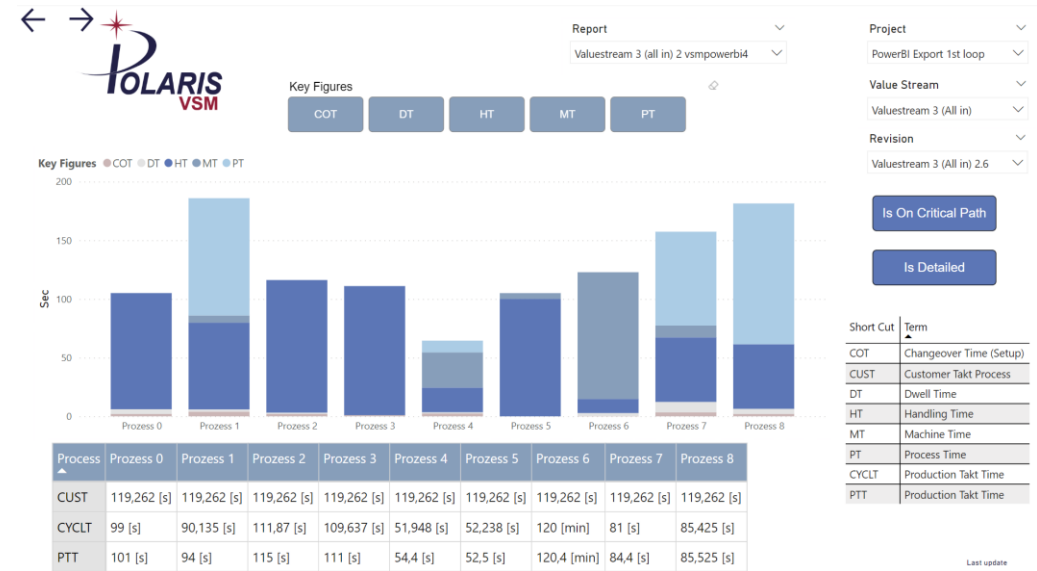 POLARIS
VSM
Report
Valuestream 3 (all in) 2 vsmpowerbi4
Project
PowerBI Export 1st loop
Value Stream
Valuestream 3 (All in)
Revision
Valuestream 3 (All in) 2.6
Key Figures
COT DT HT MT PT
Is On Critical Path
Is Detailed
Key Figures COT DT HT MT PT
200
150
100
50
0
Sec
Prozess 0 Prozess 1 Prozess 2 Prozess 3 Prozess 4 Prozess 5 Prozess 6 Prozess 7 Prozess 8
Process Prozess 0 Prozess 1 Prozess 2 Prozess 3 Prozess 4 Prozess 5 Prozess 6 Prozess 7 Prozess 8
CUST 119,262 [s] 119,262 [s] 119,262 [s] 119,262 [s] 119,262 [s] 119,262 [s] 119,262 [s] 119,262 [s] 119,262 [s]
CYCLT 99 [s] 90,135 [s] 111,87 [s] 109,637 [s] 51,948 [s] 52,238 [s] 120 [min] 81 [s] 85,425 [s]
PTT 101 [s] 94 [s] 115 [s] 111 [s] 54,4 [s] 52,5 [s] 120,4 [min] 84,4 [s] 85,525 [s]
Short Cut Term
COT Changeover Time (Setup)
CUST Customer Takt Process
DT Dwell Time
HT Handling Time
MT Machine Time
PT Process Time
CYCLT Production Takt Time
PTT Production Takt Time
Last update